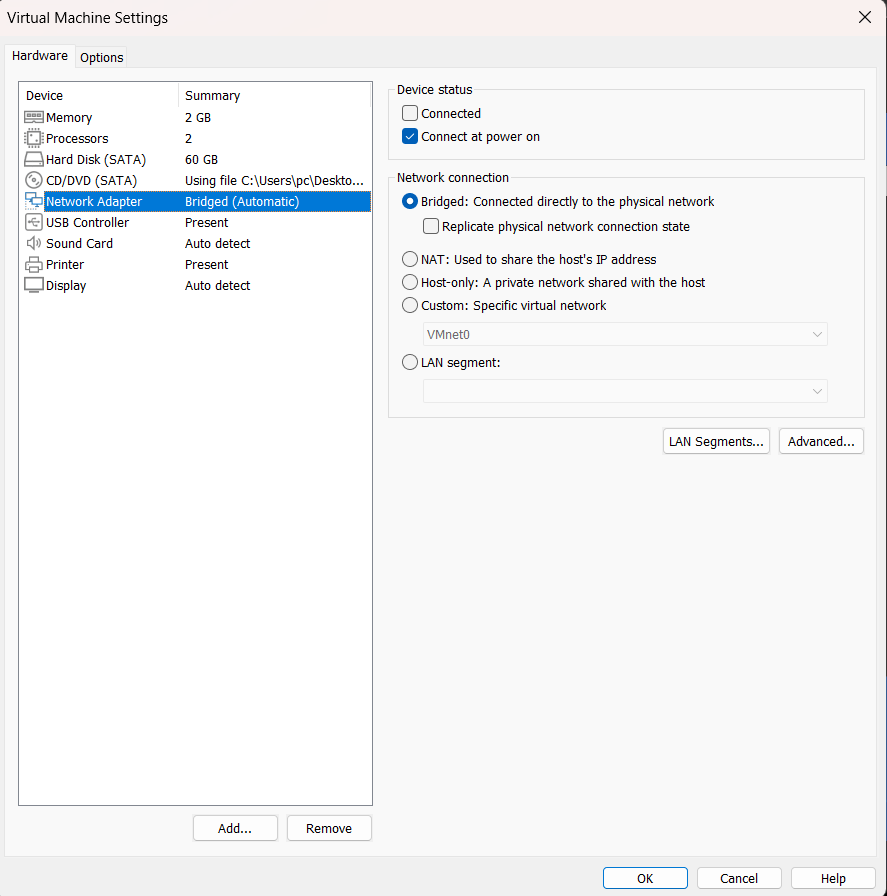 Virtual Machine Settings
Hardware Options
Device Summary
Memory 2 GB
Processors 2
Hard Disk (SATA) 60 GB
CD/DVD (SATA) Using file C:\Users\pc\Deskto...
Network Adapter Bridged (Automatic)
USB Controller Present
Sound Card Auto detect
Printer Present
Display Auto detect
Add... Remove
Device status
Connected
Connect at power on
Network connection
Bridged: Connected directly to the physical network
Replicate physical network connection state
NAT: Used to share the host's IP address
Host-only: A private network shared with the host
Custom: Specific virtual network
VMnet0
LAN segment:
LAN Segments... Advanced...
OK Cancel Help